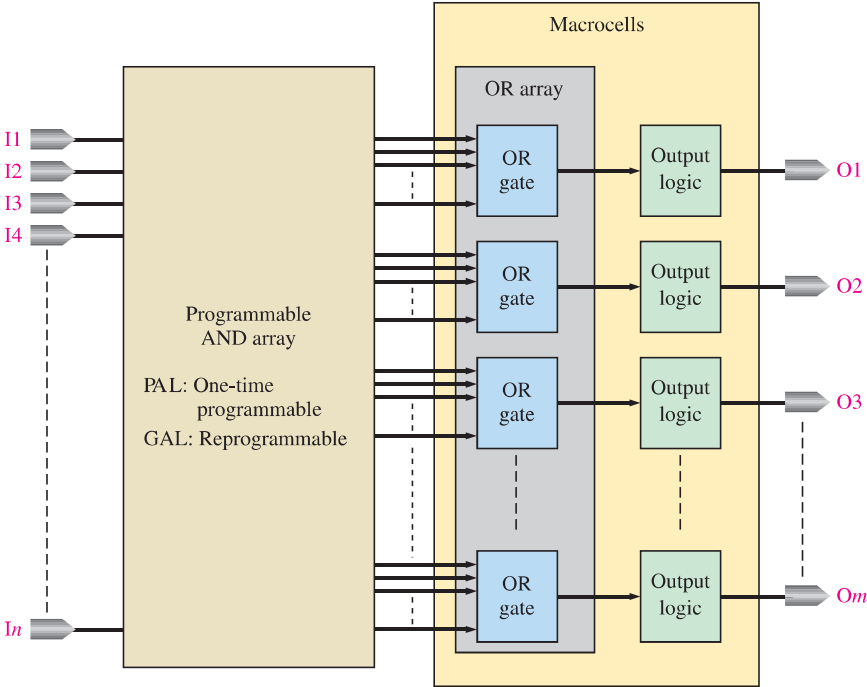 Macrocells
OR array
I1
I2
I3
I4
In
Programmable
AND array
PAL: One-time
programmable
GAL: Reprogrammable
OR
gate
Output
logic
O1
OR
gate
Output
logic
O2
OR
gate
Output
logic
O3
OR
gate
Output
logic
Om